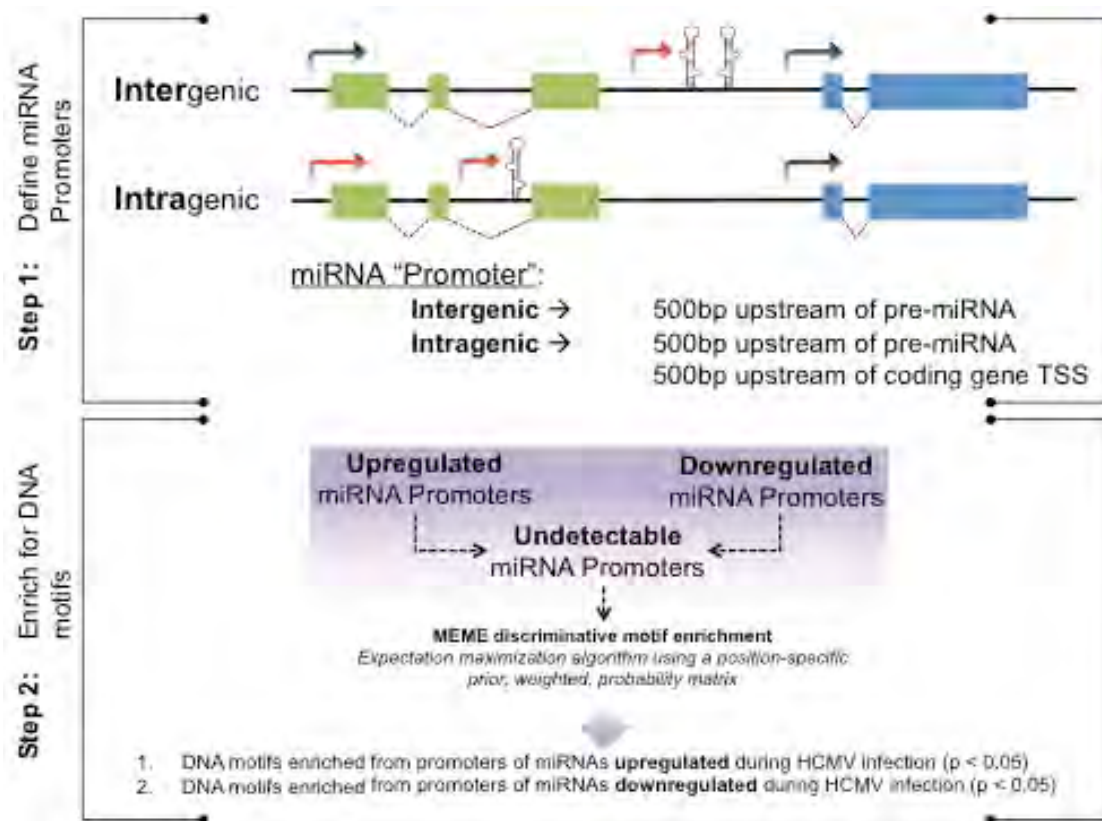 Step 1: Define miRNA
Promoters
Intergenic
Intragenic
miRNA "Promoter":
Intergenic → 500bp upstream of pre-miRNA
Intragenic → 500bp upstream of pre-miRNA
500bp upstream of coding gene TSS
Step 2: Enrich for DNA
motifs
Upregulated Downregulated
miRNA Promoters miRNA Promoters
Undetectable
miRNA Promoters
MEME discriminative motif enrichment
Expectation maximization algorithm using a position-specific
prior, weighted, probability matrix
1. DNA motifs enriched from promoters of miRNAs upregulated during HCMV infection (p < 0.05)
2. DNA motifs enriched from promoters of miRNAs downregulated during HCMV infection (p < 0.05)